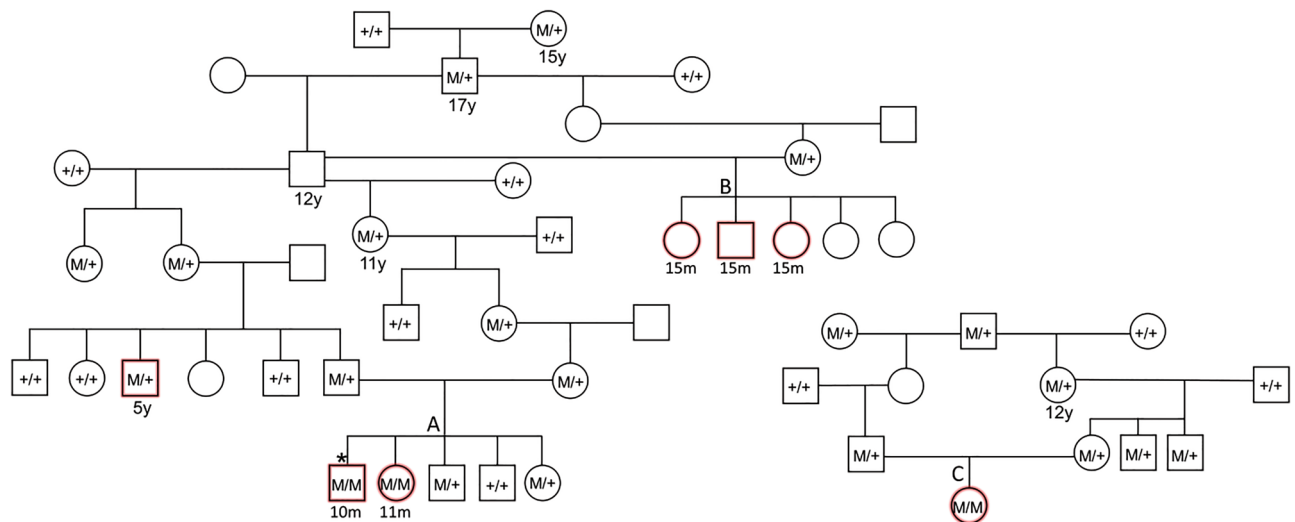 +/+ M/+
15y
M/+ +/+
17y
M/+
+/+ +/+
12y
B
M/+ +/+
11y
15m 15m 15m
M/+ M/+
+/+ M/+
M/+ M/+ +/+
+/+ +/+ M/+ +/+ M/+ M/+
5y
+/+ M/+ +/+
12y
A
M/+ M/+ M/+ M/+
C
*
M/M M/M M/+ +/+ M/+
10m 11m
M/M